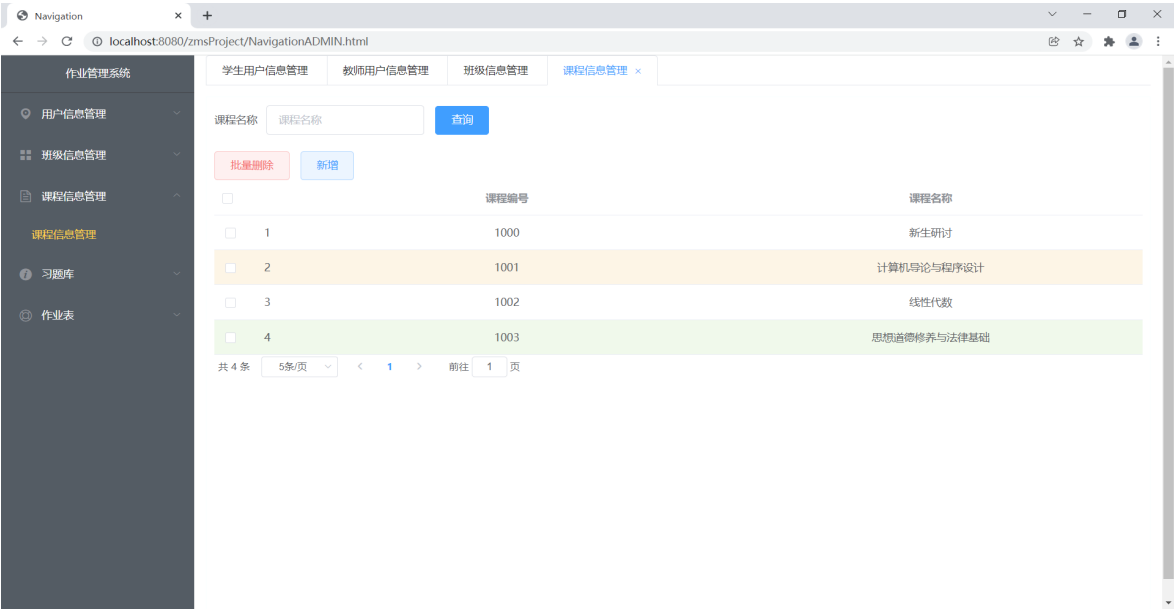 Navigation
localhost:8080/zmsProject/NavigationADMIN.html
作业管理系统
用户信息管理
班级信息管理
课程信息管理
课程信息管理
习题库
作业表
学生用户信息管理 教师用户信息管理 班级信息管理 课程信息管理
课程名称 课程名称 查询
批量删除 新增
课程编号 课程名称
1 1000 新生研讨
2 1001 计算机导论与程序设计
3 1002 线性代数
4 1003 思想道德修养与法律基础
共 4 条 5条/页 1 前往 1 页